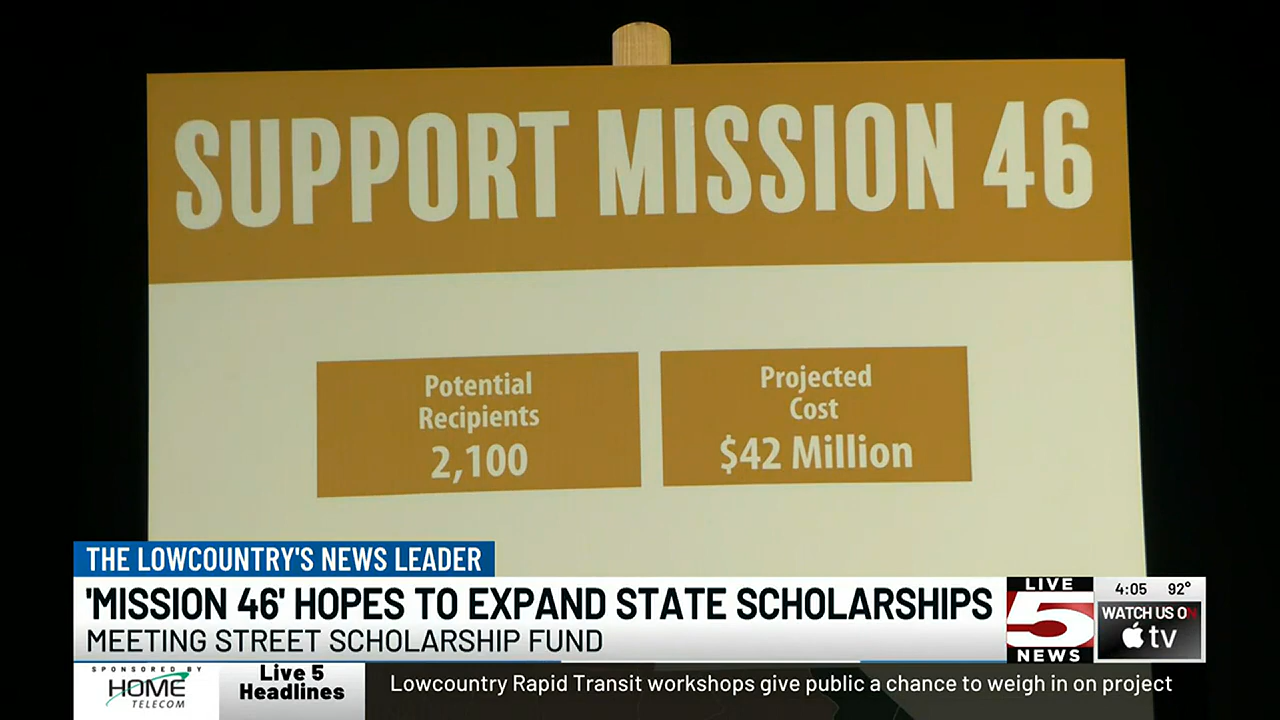 SUPPORT MISSION 46
Potential
Recipients
2,100
Projected
Cost
$42 Million
THE LOWCOUNTRY'S NEWS LEADER
'MISSION 46' HOPES TO EXPAND STATE SCHOLARSHIPS
MEETING STREET SCHOLARSHIP FUND
LIVE
5
NEWS
4:05 92°
WATCH US ON
tv
SPONSORED BY
HOME
TELECOM
Live 5
Headlines
Lowcountry Rapid Transit workshops give public a chance to weigh in on project